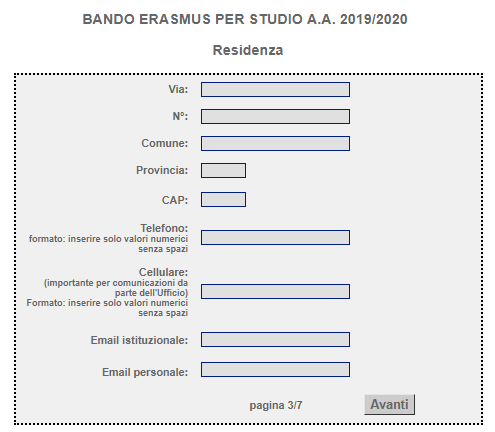 BANDO ERASMUS PER STUDIO A.A. 2019/2020
Residenza
Via:
N°:
Comune:
Provincia:
CAP:
Telefono:
formato: inserire solo valori numerici
senza spazi
Cellulare:
(importante per comunicazioni da
parte dell'Ufficio)
Formato: inserire solo valori numerici
senza spazi
Email istituzionale:
Email personale:
pagina 3/7 Avanti